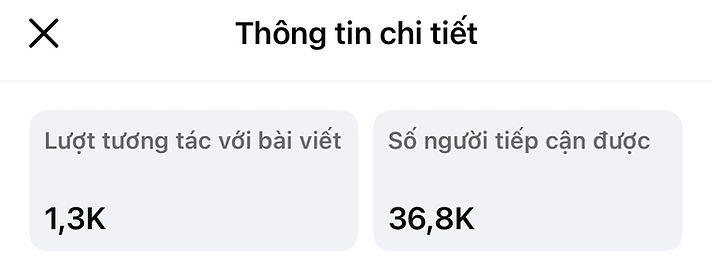 Thông tin chi tiết
Lượt tương tác với bài viết
1,3K
Số người tiếp cận được
36,8K